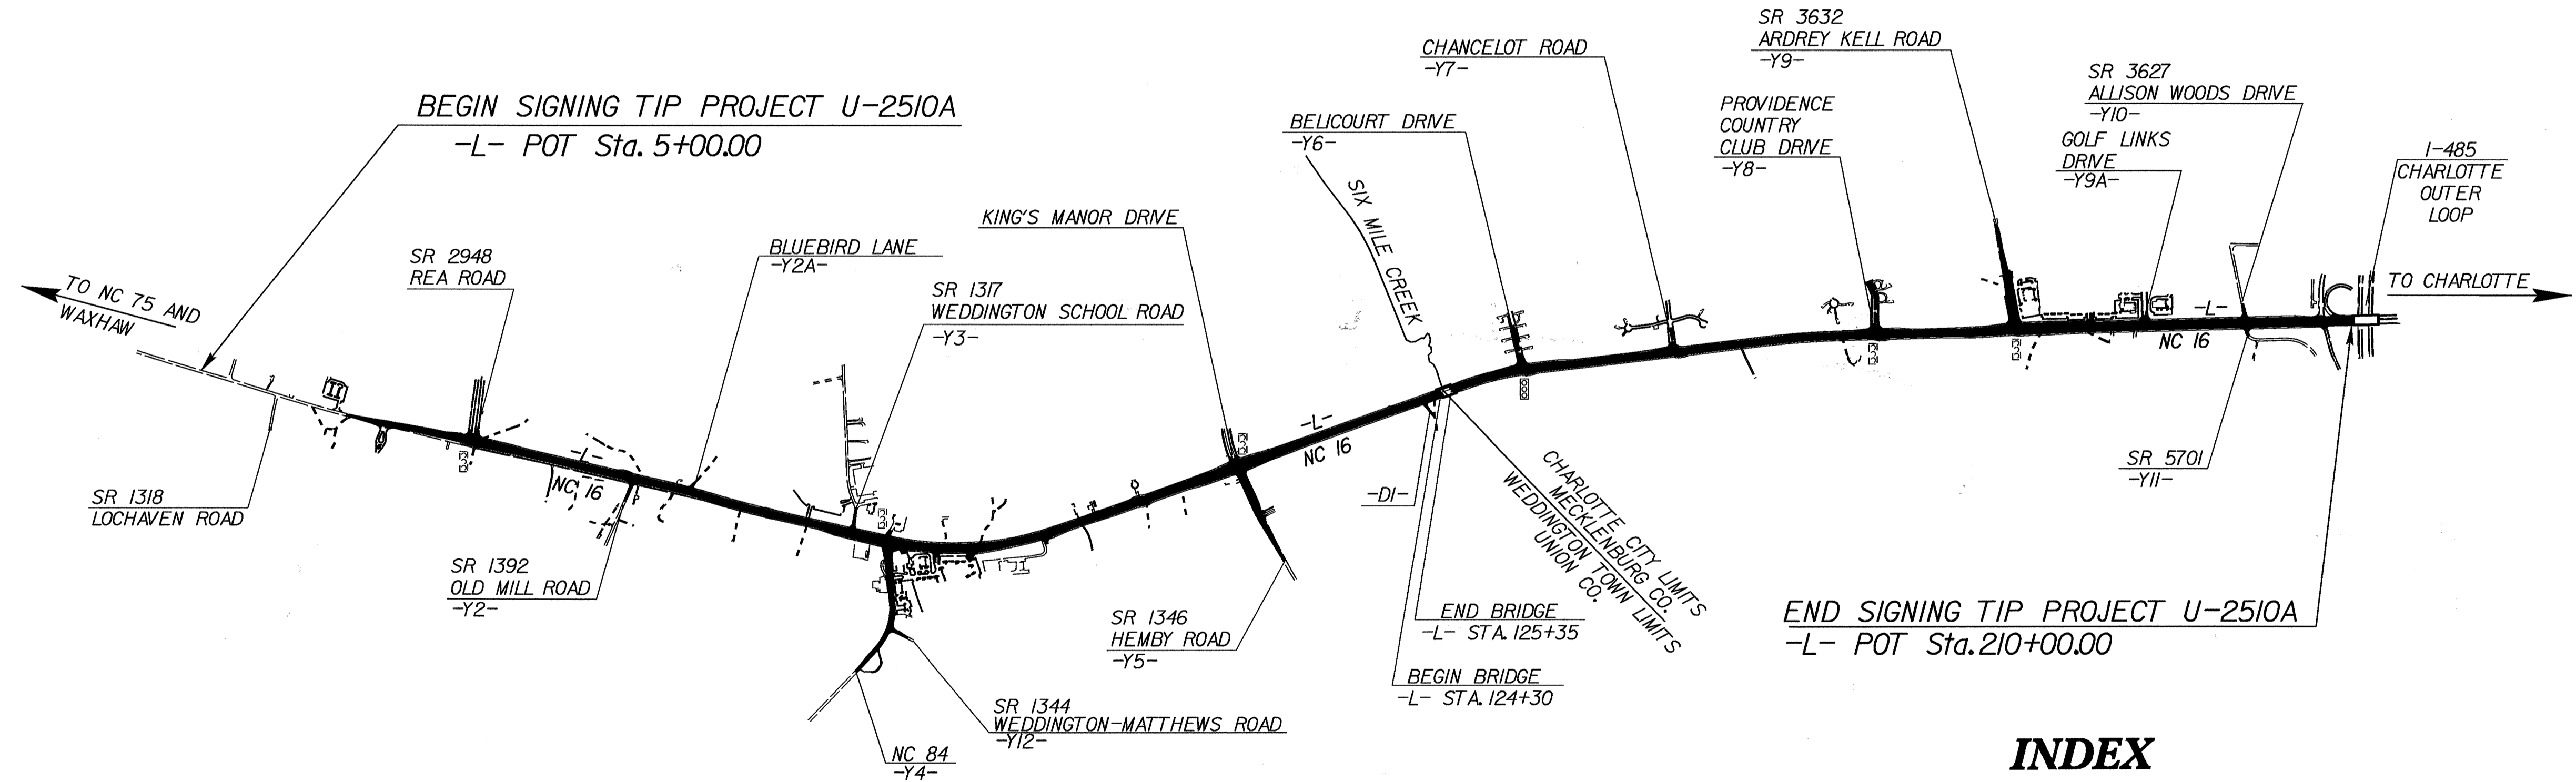 BEGIN SIGNING TIP PROJECT U-2510A
-L- POT Sta. 5+00.00
TO NC 75 AND
WAXHAW
SR 1318
LOCHAVEN ROAD
SR 2948
REA ROAD
-L-
NC 16
SR 1392
OLD MILL ROAD
-Y2-
BLUEBIRD LANE
-Y2A-
SR 1317
WEDDINGTON SCHOOL ROAD
-Y3-
NC 84
-Y4-
SR 1344
WEDDINGTON-MATTHEWS ROAD
-Y12-
KING'S MANOR DRIVE
SR 1346
HEMBY ROAD
-Y5-
-L-
NC 16
BELICOURT DRIVE
-Y6-
SIX MILE CREEK
-D1-
END BRIDGE
-L- STA. 125+35
BEGIN BRIDGE
-L- STA. 124+30
CHARLOTTE CITY LIMITS
MECKLENBURG CO.
WEDDINGTON TOWN LIMITS
UNION CO.
CHANCELOT ROAD
-Y7-
PROVIDENCE
COUNTRY
CLUB DRIVE
-Y8-
SR 3632
ARDREY KELL ROAD
-Y9-
SR 3627
ALLISON WOODS DRIVE
-Y10-
GOLF LINKS
DRIVE
-Y9A-
-L-
NC 16
SR 5701
-Y11-
I-485
CHARLOTTE
OUTER
LOOP
TO CHARLOTTE
END SIGNING TIP PROJECT U-2510A
-L- POT Sta. 210+00.00
INDEX